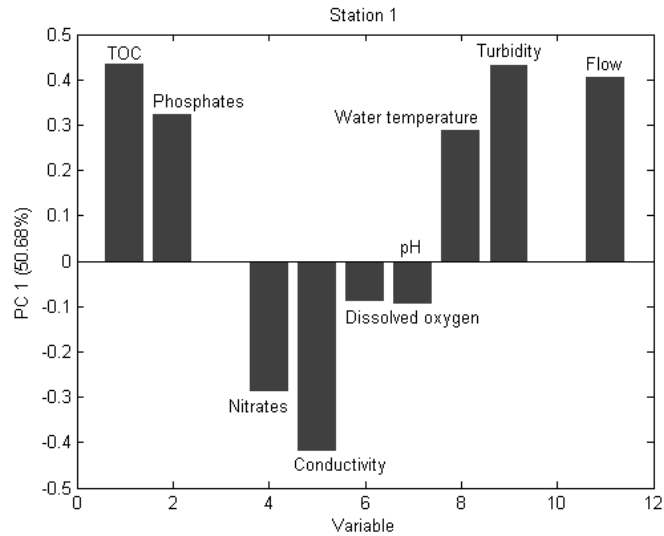 Station 1
0.5
0.4
0.3
0.2
0.1
0
-0.1
-0.2
-0.3
-0.4
-0.5
PC 1 (50.68%)
TOC
Phosphates
Nitrates
Conductivity
Dissolved oxygen
pH
Water temperature
Turbidity
Flow
0
2
4
6
8
10
12
Variable